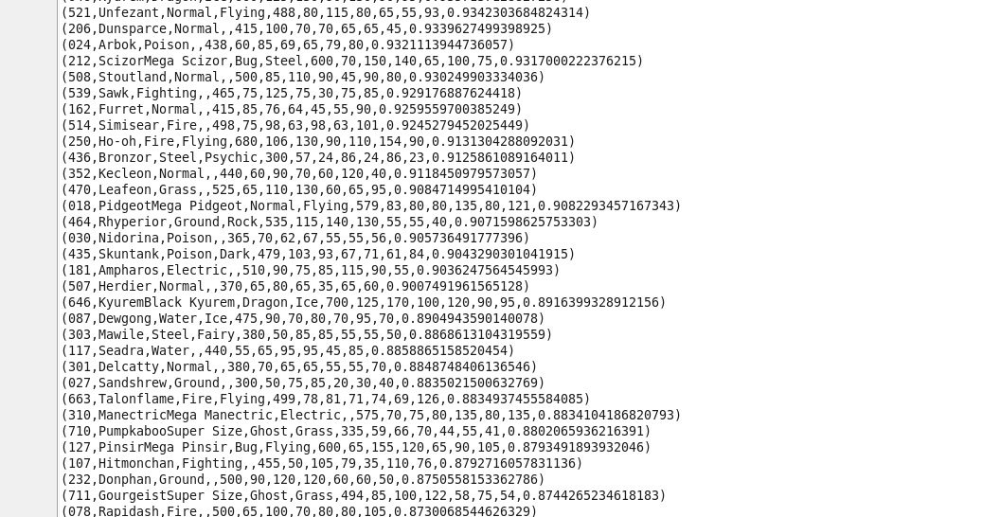 (521,Unfezant,Normal,Flying,488,80,115,80,65,55,93,0.9342303684824314)
(206,Dunsparce,Normal,,415,100,70,70,65,65,45,0.9339627499398925)
(024,Arbok,Poison,,438,60,85,69,65,79,80,0.9321113944736057)
(212,ScizorMega Scizor,Bug,Steel,600,70,150,140,65,100,75,0.9317000222376215)
(508,Stoutland,Normal,,500,85,110,90,45,90,80,0.930249903334036)
(539,Sawk,Fighting,,465,75,125,75,30,75,85,0.929176887624418)
(162,Furret,Normal,,415,85,76,64,45,55,90,0.9259559700385249)
(514,Simisear,Fire,,498,75,98,63,98,63,101,0.9245279452025449)
(250,Ho-oh,Fire,Flying,680,106,130,90,110,154,90,0.9131304288092031)
(436,Bronzor,Steel,Psychic,300,57,24,86,24,86,23,0.9125861089164011)
(352,Kecleon,Normal,,440,60,90,70,60,120,40,0.9118450979573057)
(470,Leafeon,Grass,,525,65,110,130,60,65,95,0.9084714995410104)
(018,PidgeotMega Pidgeot,Normal,Flying,579,83,80,80,135,80,121,0.9082293457167343)
(464,Rhyperior,Ground,Rock,535,115,140,130,55,55,40,0.9071598625753303)
(030,Nidorina,Poison,,365,70,62,67,55,55,56,0.905736491777396)
(435,Skuntank,Poison,Dark,479,103,93,67,71,61,84,0.9043290301041915)
(181,Ampharos,Electric,,510,90,75,85,115,90,55,0.9036247564545993)
(507,Herdier,Normal,,370,65,80,65,35,65,60,0.9007491961565128)
(646,KyuremBlack Kyurem,Dragon,Ice,700,125,170,100,120,90,95,0.8916399328912156)
(087,Dewgong,Water,Ice,475,90,70,80,70,95,70,0.8904943590140078)
(303,Mawile,Steel,Fairy,380,50,85,85,55,55,50,0.8868613104319559)
(117,Seadra,Water,,440,55,65,95,95,45,85,0.8858865158520454)
(301,Delcatty,Normal,,380,70,65,65,55,55,70,0.8848748406136546)
(027,Sandshrew,Ground,,300,50,75,85,20,30,40,0.8835021500632769)
(663,Talonflame,Fire,Flying,499,78,81,71,74,69,126,0.8834937455584085)
(310,ManectricMega Manectric,Electric,,575,70,75,80,135,80,135,0.8834104186820793)
(710,PumpkabooSuper Size,Ghost,Grass,335,59,66,70,44,55,41,0.8802065936216391)
(127,PinsirMega Pinsir,Bug,Flying,600,65,155,120,65,90,105,0.8793491893932046)
(107,Hitmonchan,Fighting,,455,50,105,79,35,110,76,0.8792716057831136)
(232,Donphan,Ground,,500,90,120,120,60,60,50,0.8750558153362786)
(711,GourgeistSuper Size,Ghost,Grass,494,85,100,122,58,75,54,0.8744265234618183)
(078,Rapidash,Fire,,500,65,100,70,80,80,105,0.8730068544626329)